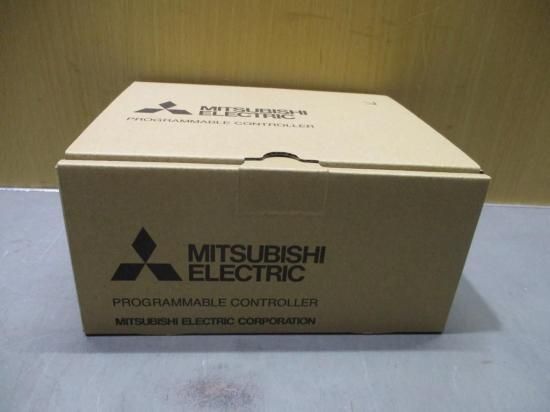 MITSUBISHI
ELECTRIC
PROGRAMMABLE CONTROLLER
MITSUBISHI
ELECTRIC
PROGRAMMABLE CONTROLLER
MITSUBISHI ELECTRIC CORPORATION